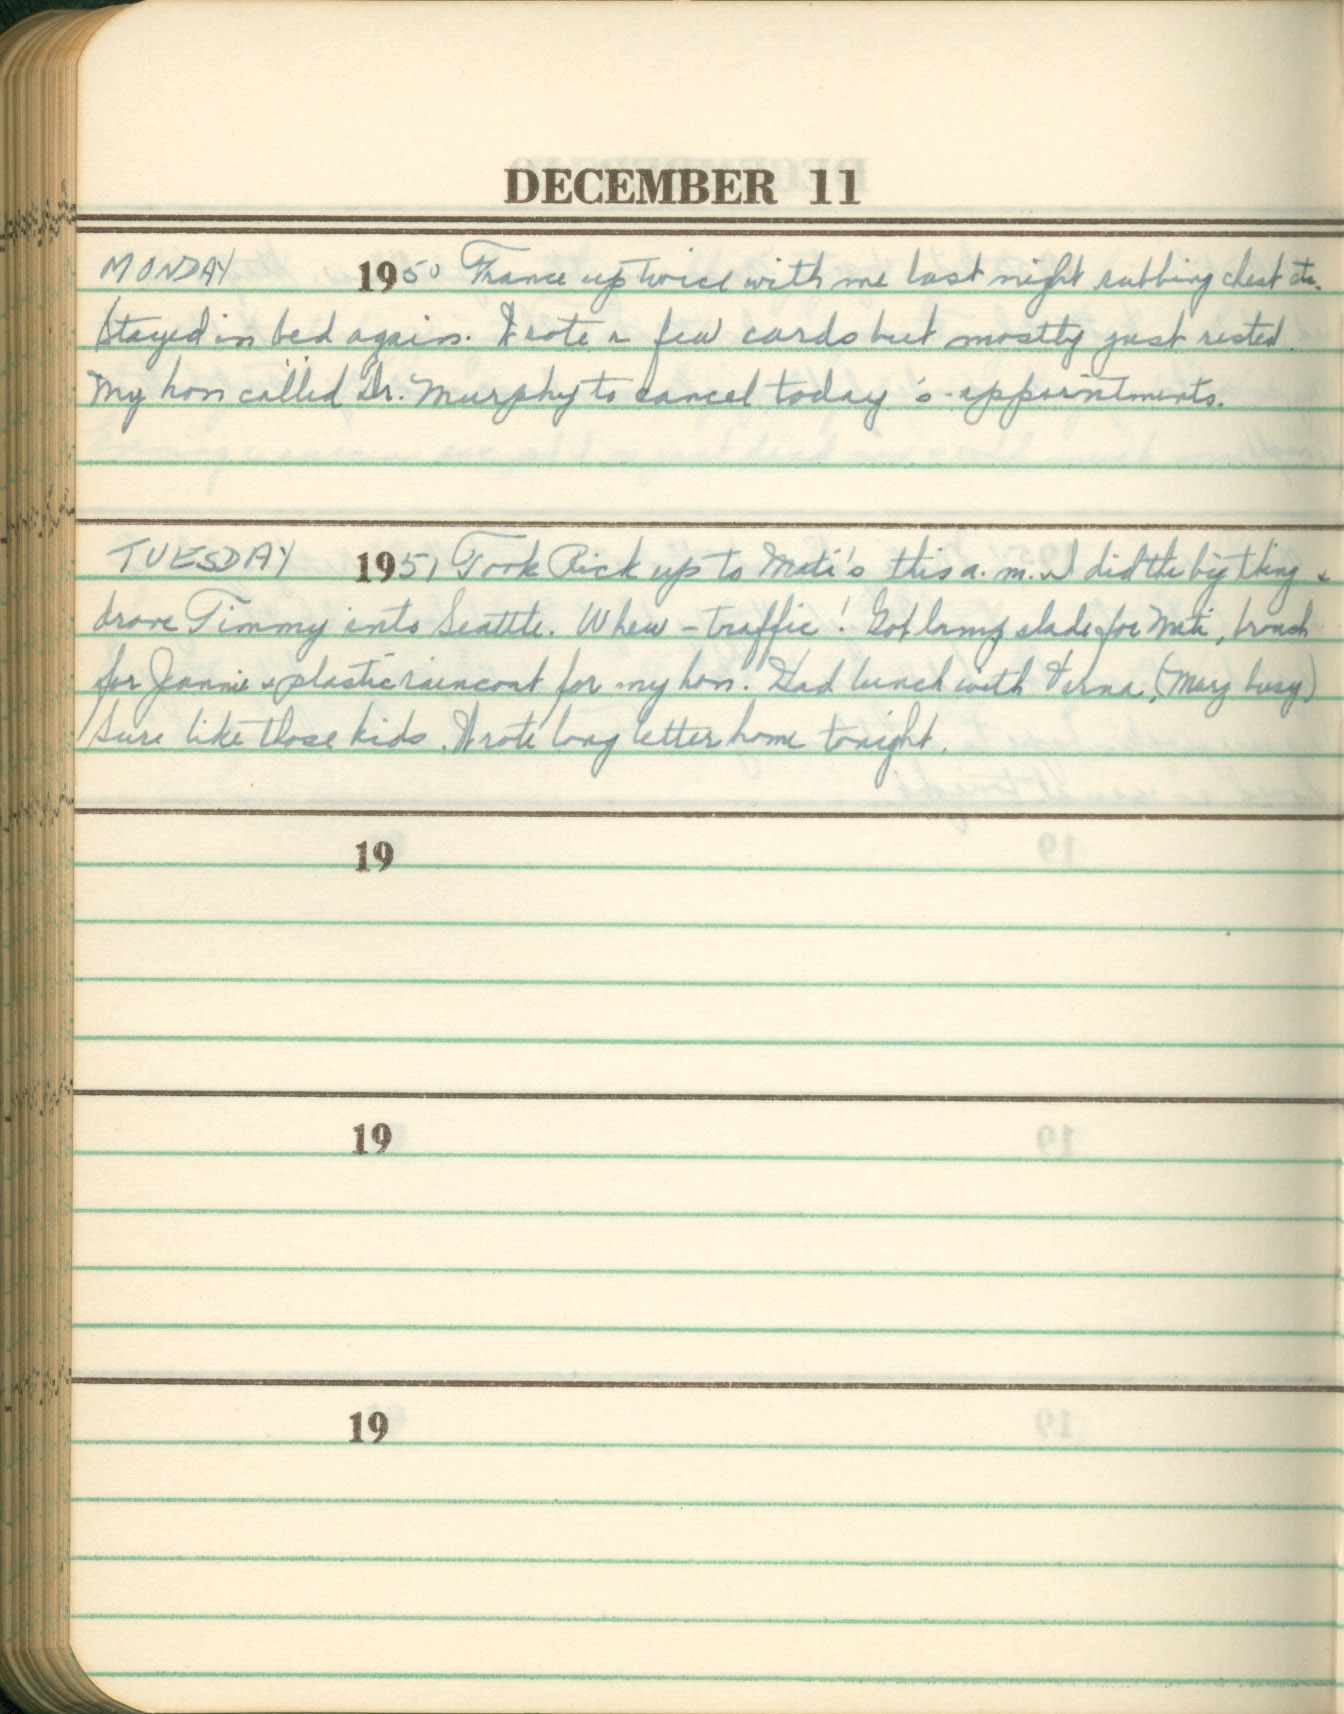 DECEMBER 11
MONDAY 1950 France up twice with me last night rubbing chest etc.
Stayed in bed again. Wrote a few cards but mostly just rested.
My hon called Dr. Murphy to cancel today's appointments.
TUESDAY 1951 Took Rick up to Mati's this a.m. & did the big thing &
drove Timmy into Seattle. Whew - traffic! Got for Mati, broach
for Jeannie & plastic raincoat for my hon. Had lunch with Verna, (Mary busy)
Sure like those kids. Wrote long letter home tonight.
19
19
19